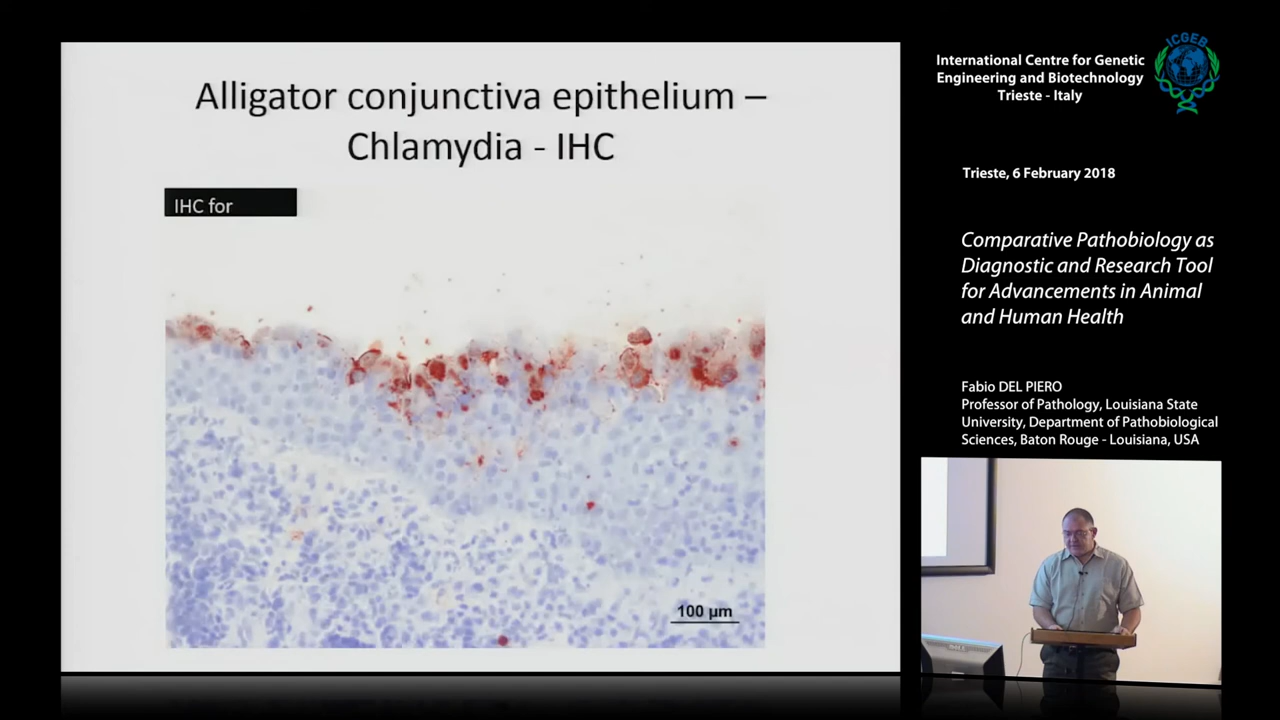 Alligator conjunctiva epithelium –
Chlamydia - IHC
IHC for
100 µm
ICGEB
International Centre for Genetic
Engineering and Biotechnology
Trieste - Italy
Trieste, 6 February 2018
Comparative Pathobiology as
Diagnostic and Research Tool
for Advancements in Animal
and Human Health
Fabio DEL PIERO
Professor of Pathology, Louisiana State
University, Department of Pathobiological
Sciences, Baton Rouge - Louisiana, USA
DELL